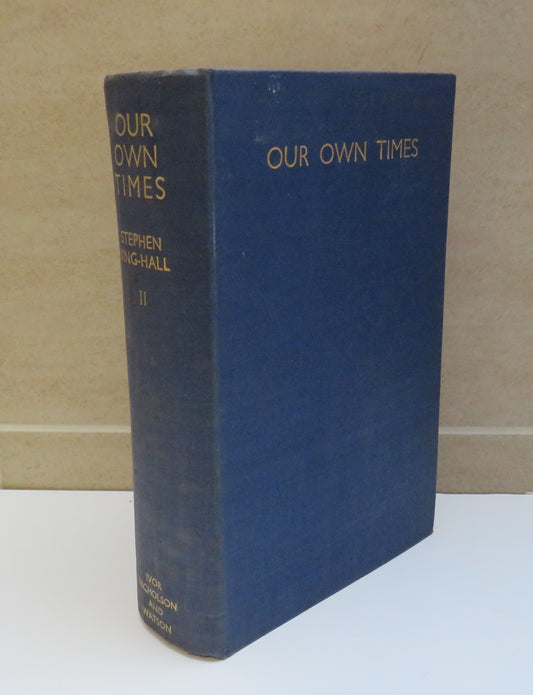 OUR
OWN
TIMES
STEPHEN
KING-HALL
II
IVOR
NICHOLSON
AND
WATSON
OUR OWN TIMES